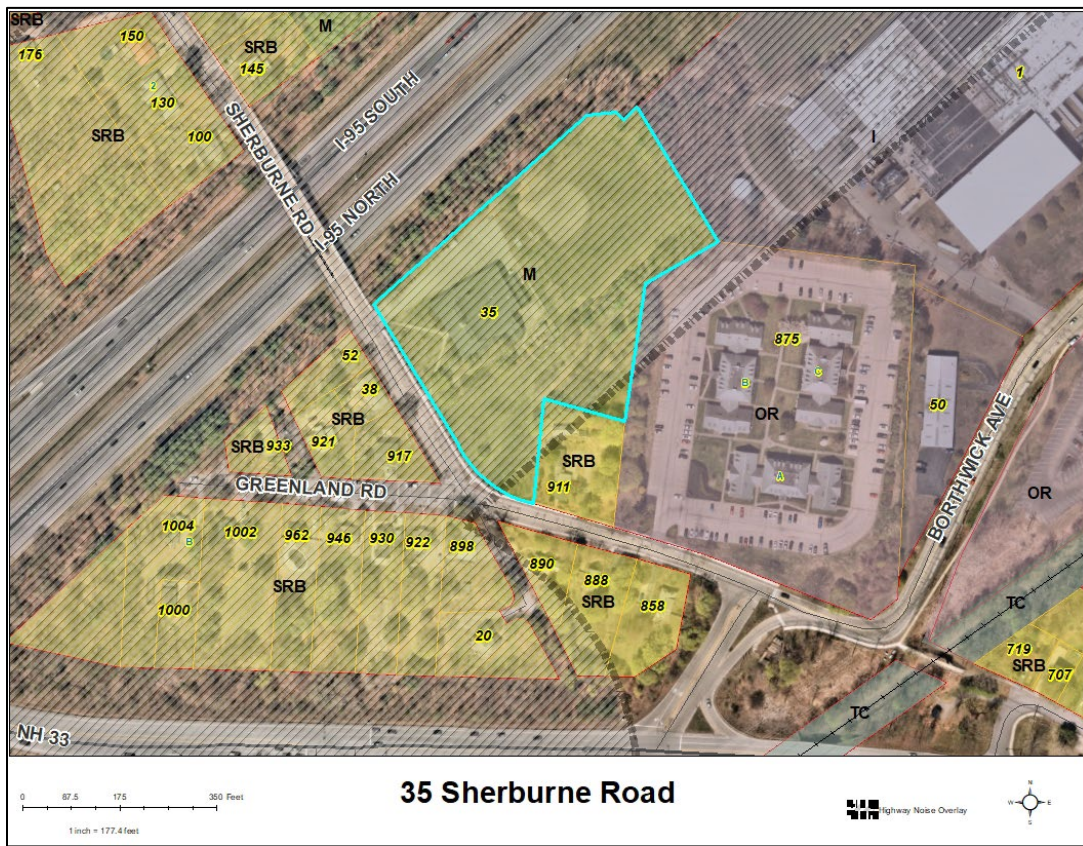 SRB
176
150
2
130
SRB
100
SRB
145
M
I-95 SOUTH
SHERBURNE RD
I-95 NORTH
1
I
M
35
52
38
SRB
921
917
SRB 933
GREENLAND RD
SRB
911
875
B
C
OR
A
50
BORTHWICK AVE
OR
1004
B
1002
962
946
930
922
898
SRB
1000
20
890
888
SRB
858
TC
719
SRB
707
TC
NH 33
0 87.5 175 350 Feet
1 inch = 177.4 feet
35 Sherburne Road
Highway Noise Overlay
N
W E
S